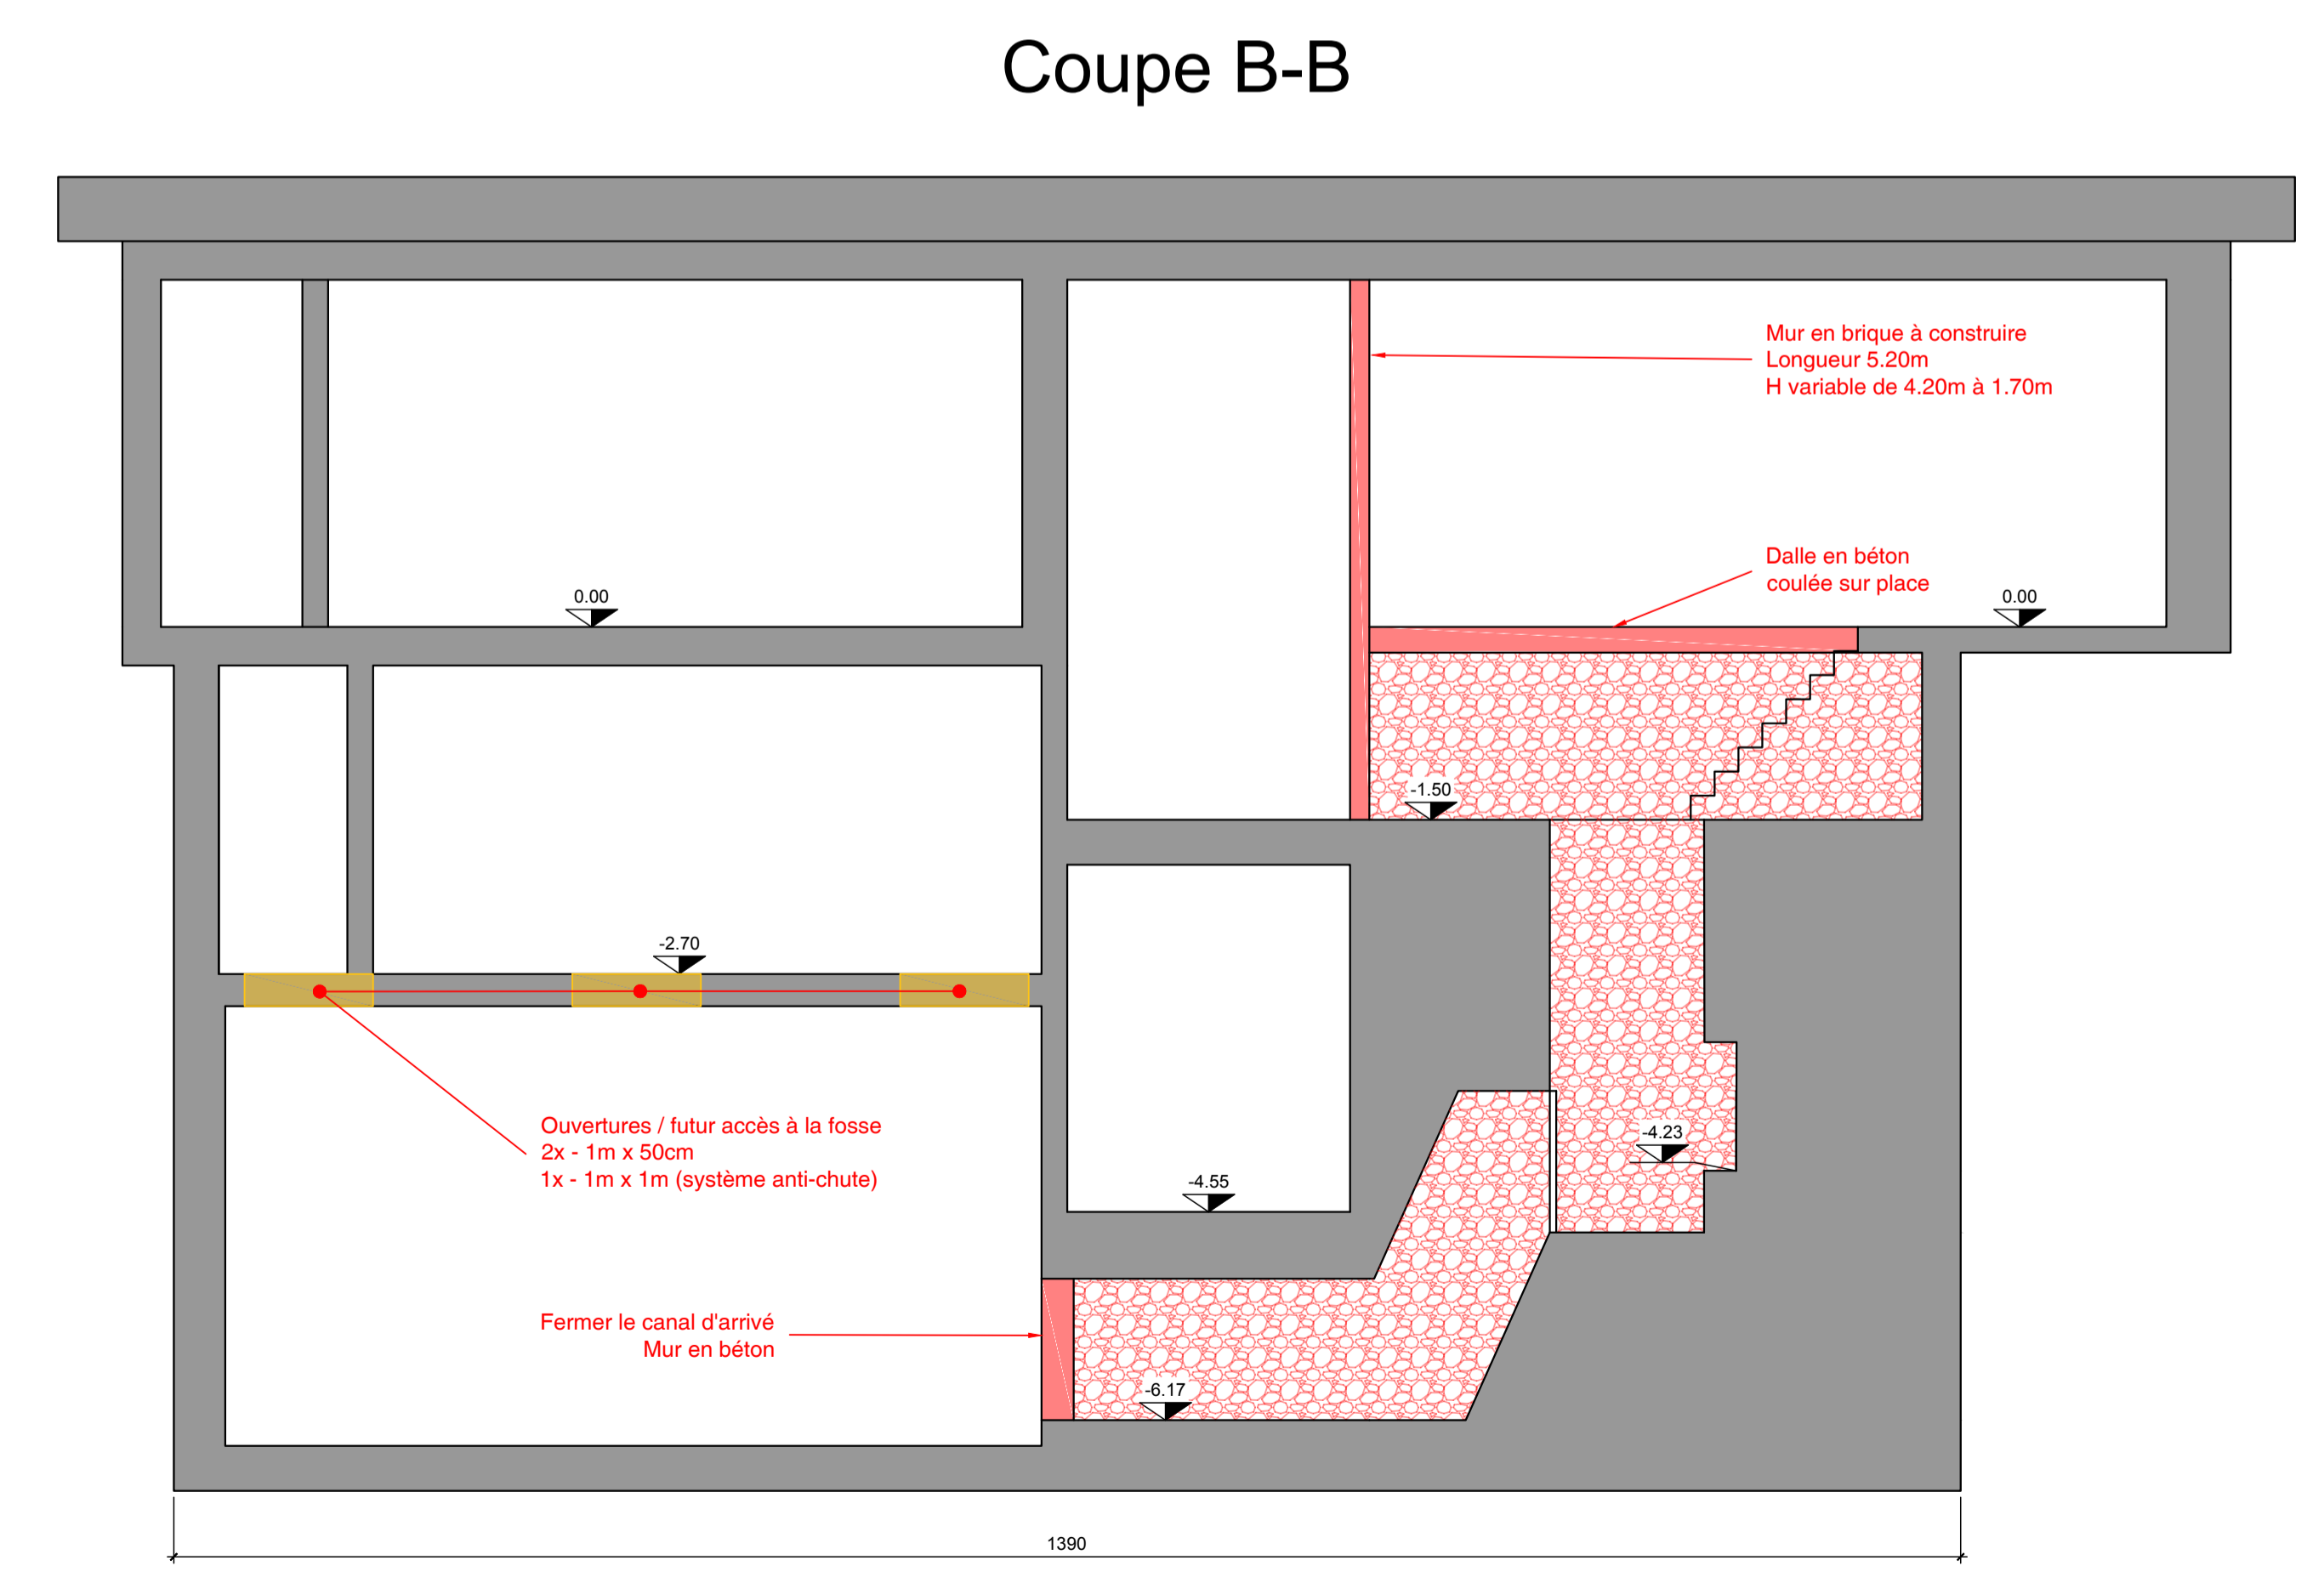 Coupe B-B
Mur en brique à construire
Longueur 5.20m
H variable de 4.20m à 1.70m
Dalle en béton
coulée sur place
0.00
0.00
-1.50
-2.70
Ouvertures / futur accès à la fosse
2x - 1m x 50cm
1x - 1m x 1m (système anti-chute)
-4.23
-4.55
Fermer le canal d'arrivé
Mur en béton
-6.17
1390